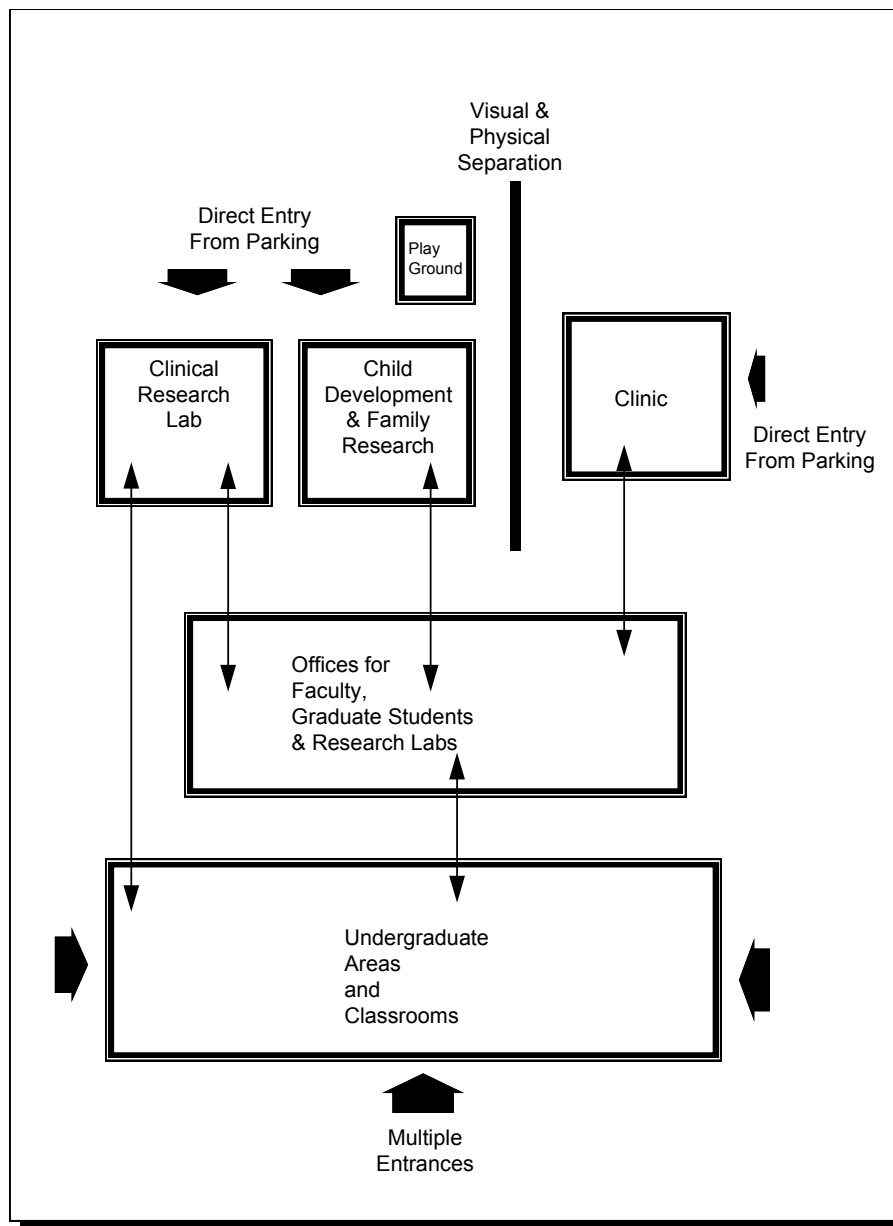 Visual &
Physical
Separation
Direct Entry
From Parking
Play
Ground
Clinical
Research
Lab
Child
Development
& Family
Research
Clinic
Direct Entry
From Parking
Offices for
Faculty,
Graduate Students
& Research Labs
Undergraduate
Areas
and
Classrooms
Multiple
Entrances